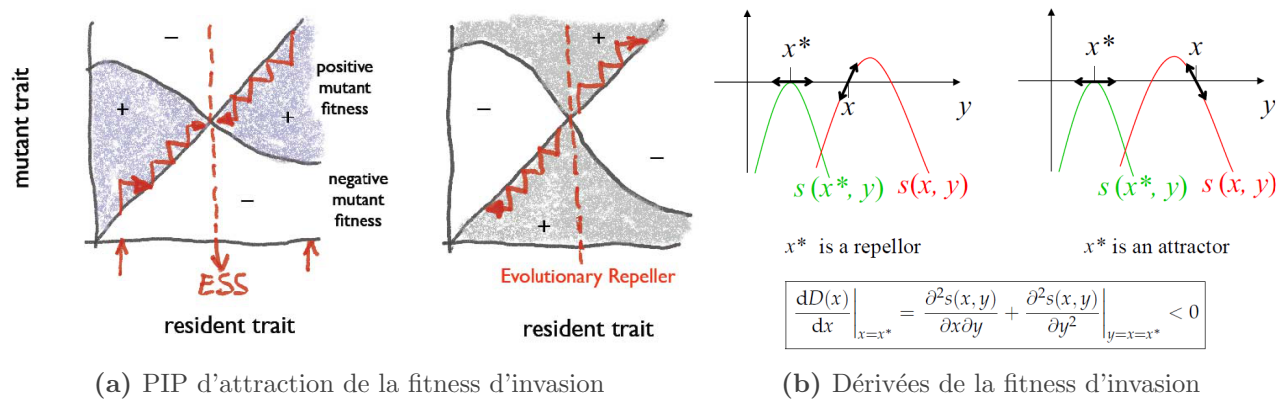 mutant trait
−
+
+
−
positive
mutant
fitness
negative
mutant
fitness
ESS
resident trait
+
−
−
+
Evolutionary Repeller
resident trait
x*
x
y
s(x*, y) s(x, y)
x* is a repellor
x*
x
y
s(x*, y) s(x, y)
x* is an attractor
dD(x)/dx |x=x* = ∂²s(x, y)/∂x∂y + ∂²s(x, y)/∂y² |y=x=x* < 0
(a) PIP d'attraction de la fitness d'invasion
(b) Dérivées de la fitness d'invasion